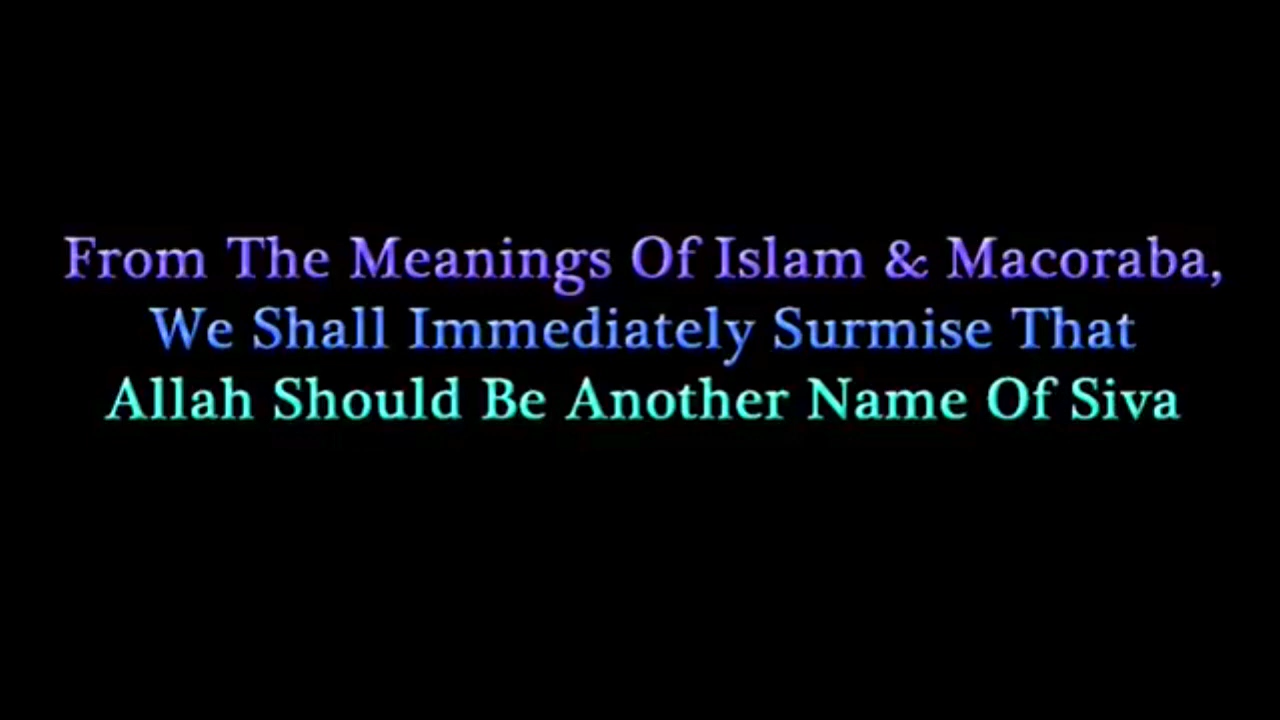 From The Meanings Of Islam & Macoraba,
We Shall Immediately Surmise That
Allah Should Be Another Name Of Siva